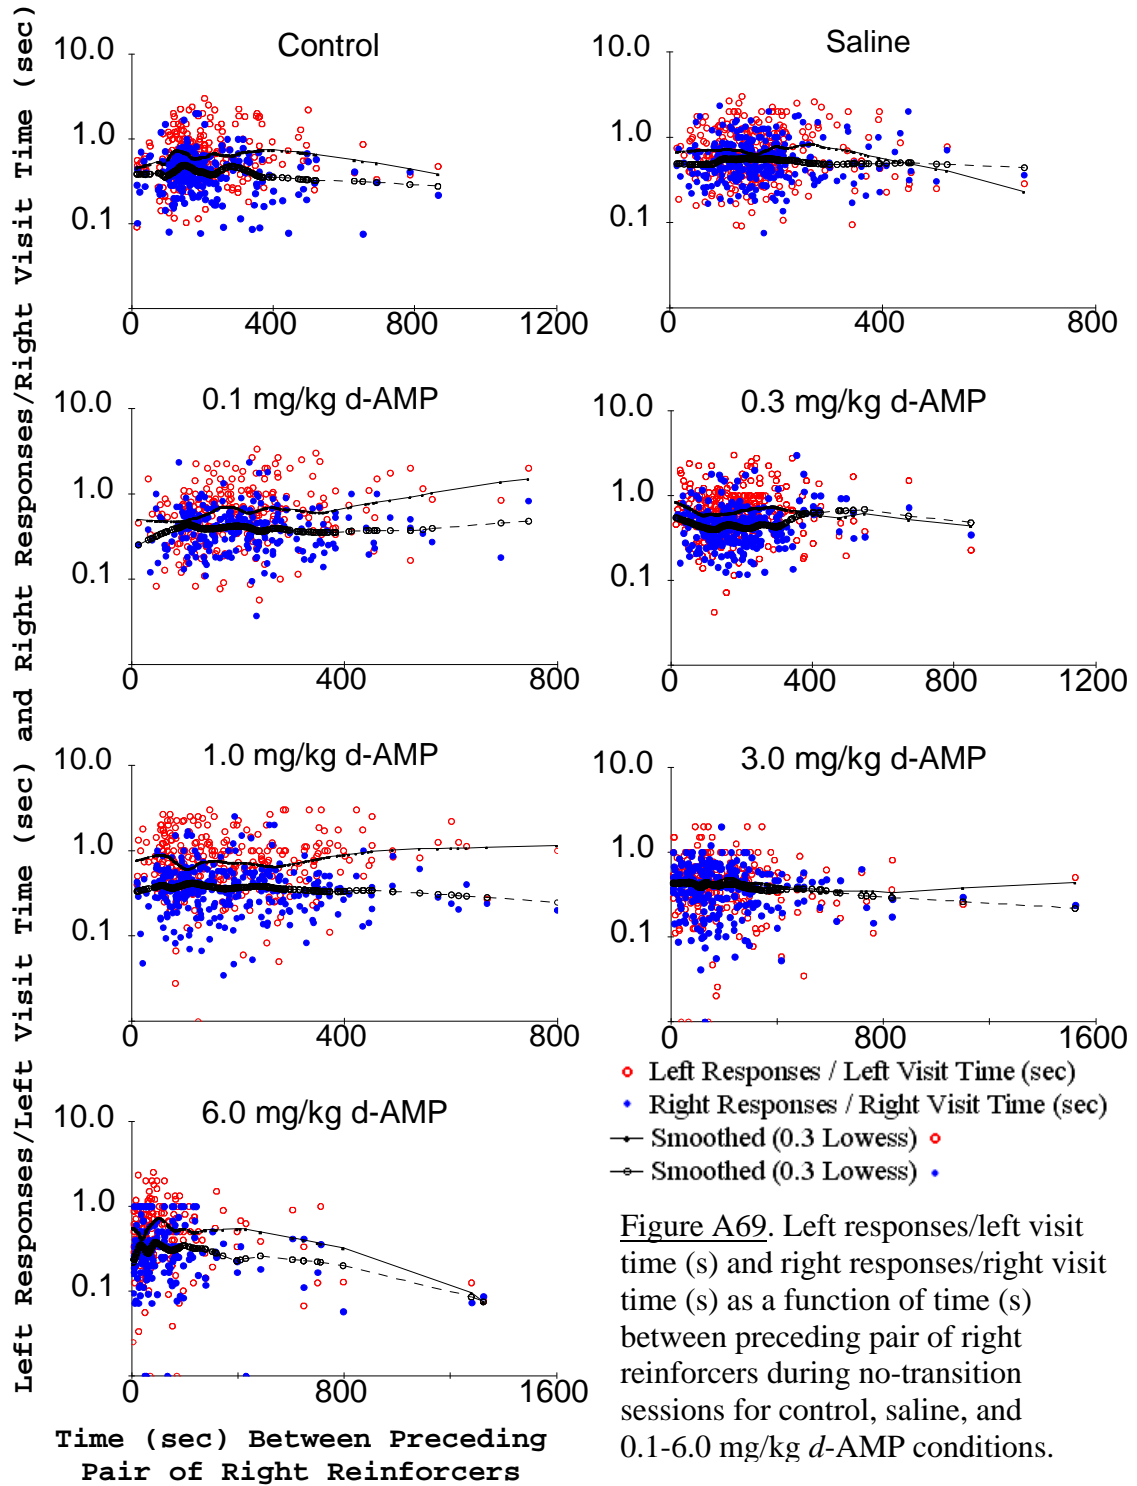 Left Responses/Left Visit Time (sec) and Right Responses/Right Visit Time (sec)
Control
10.0
1.0
0.1
0 400 800 1200
Saline
10.0
1.0
0.1
0 400 800
0.1 mg/kg d-AMP
10.0
1.0
0.1
0 400 800
0.3 mg/kg d-AMP
10.0
1.0
0.1
0 400 800 1200
1.0 mg/kg d-AMP
10.0
1.0
0.1
0 400 800
3.0 mg/kg d-AMP
10.0
1.0
0.1
0 800 1600
6.0 mg/kg d-AMP
10.0
1.0
0.1
0 800 1600
Time (sec) Between Preceding
Pair of Right Reinforcers
Left Responses / Left Visit Time (sec)
Right Responses / Right Visit Time (sec)
Smoothed (0.3 Lowess)
Smoothed (0.3 Lowess)
Figure A69. Left responses/left visit
time (s) and right responses/right visit
time (s) as a function of time (s)
between preceding pair of right
reinforcers during no-transition
sessions for control, saline, and
0.1-6.0 mg/kg d-AMP conditions.